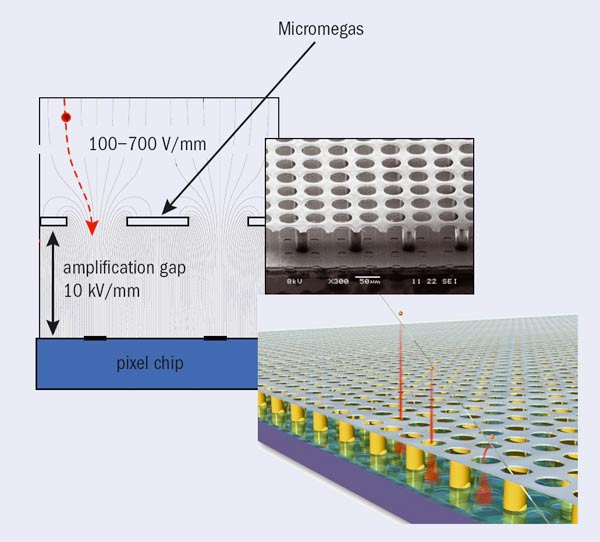 Micromegas
100–700 V/mm
amplification gap
10 kV/mm
pixel chip
8kV X300 50µm 11 22 SEI